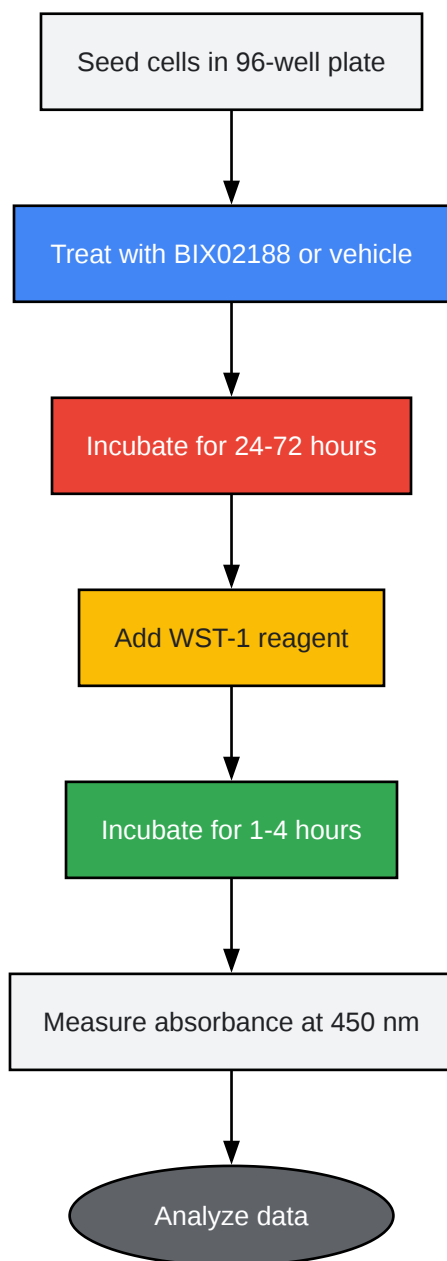 Seed cells in 96-well plate
Treat with BIX02188 or vehicle
Incubate for 24-72 hours
Add WST-1 reagent
Incubate for 1-4 hours
Measure absorbance at 450 nm
Analyze data